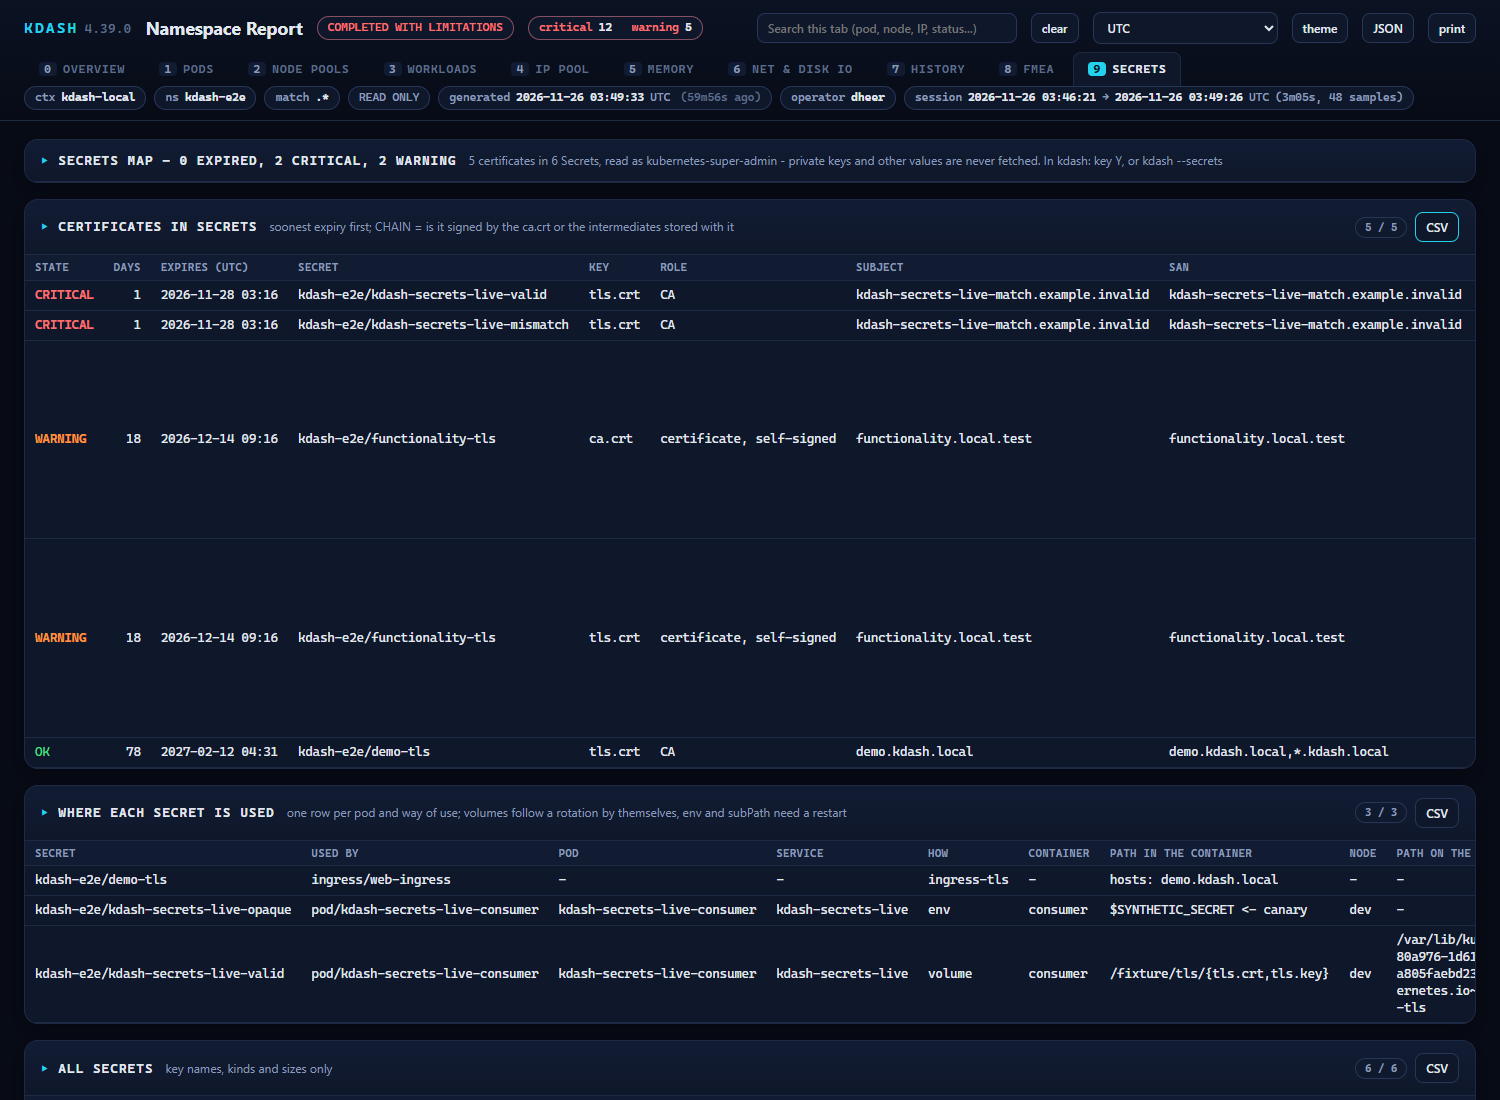 KDASH 4.39.0 Namespace Report COMPLETED WITH LIMITATIONS critical 12 warning 5 Search this tab (pod, node, IP, status...) clear UTC theme JSON print
0 OVERVIEW 1 PODS 2 NODE POOLS 3 WORKLOADS 4 IP POOL 5 MEMORY 6 NET & DISK IO 7 HISTORY 8 FMEA 9 SECRETS
ctx kdash-local ns kdash-e2e match .* READ ONLY generated 2026-11-26 03:49:33 UTC (59m56s ago) operator dheer session 2026-11-26 03:46:21 → 2026-11-26 03:49:26 UTC (3m05s, 48 samples)
▸ SECRETS MAP - 0 EXPIRED, 2 CRITICAL, 2 WARNING 5 certificates in 6 Secrets, read as kubernetes-super-admin - private keys and other values are never fetched. In kdash: key Y, or kdash --secrets
▸ CERTIFICATES IN SECRETS soonest expiry first; CHAIN = is it signed by the ca.crt or the intermediates stored with it 5 / 5 CSV
STATE DAYS EXPIRES (UTC) SECRET KEY ROLE SUBJECT SAN
CRITICAL 1 2026-11-28 03:16 kdash-e2e/kdash-secrets-live-valid tls.crt CA kdash-secrets-live-match.example.invalid kdash-secrets-live-match.example.invalid
CRITICAL 1 2026-11-28 03:16 kdash-e2e/kdash-secrets-live-mismatch tls.crt CA kdash-secrets-live-match.example.invalid kdash-secrets-live-match.example.invalid
WARNING 18 2026-12-14 09:16 kdash-e2e/functionality-tls ca.crt certificate, self-signed functionality.local.test functionality.local.test
WARNING 18 2026-12-14 09:16 kdash-e2e/functionality-tls tls.crt certificate, self-signed functionality.local.test functionality.local.test
OK 78 2027-02-12 04:31 kdash-e2e/demo-tls tls.crt CA demo.kdash.local demo.kdash.local,*.kdash.local
▸ WHERE EACH SECRET IS USED one row per pod and way of use; volumes follow a rotation by themselves, env and subPath need a restart 3 / 3 CSV
SECRET USED BY POD SERVICE HOW CONTAINER PATH IN THE CONTAINER NODE PATH ON THE
kdash-e2e/demo-tls ingress/web-ingress - - ingress-tls - hosts: demo.kdash.local - -
kdash-e2e/kdash-secrets-live-opaque pod/kdash-secrets-live-consumer kdash-secrets-live-consumer kdash-secrets-live env consumer $SYNTHETIC_SECRET <- canary dev -
kdash-e2e/kdash-secrets-live-valid pod/kdash-secrets-live-consumer kdash-secrets-live-consumer kdash-secrets-live volume consumer /fixture/tls/{tls.crt,tls.key} dev /var/lib/ku
80a976-1d61
a805faebd23
ernetes.io~
-tls
▸ ALL SECRETS key names, kinds and sizes only 6 / 6 CSV